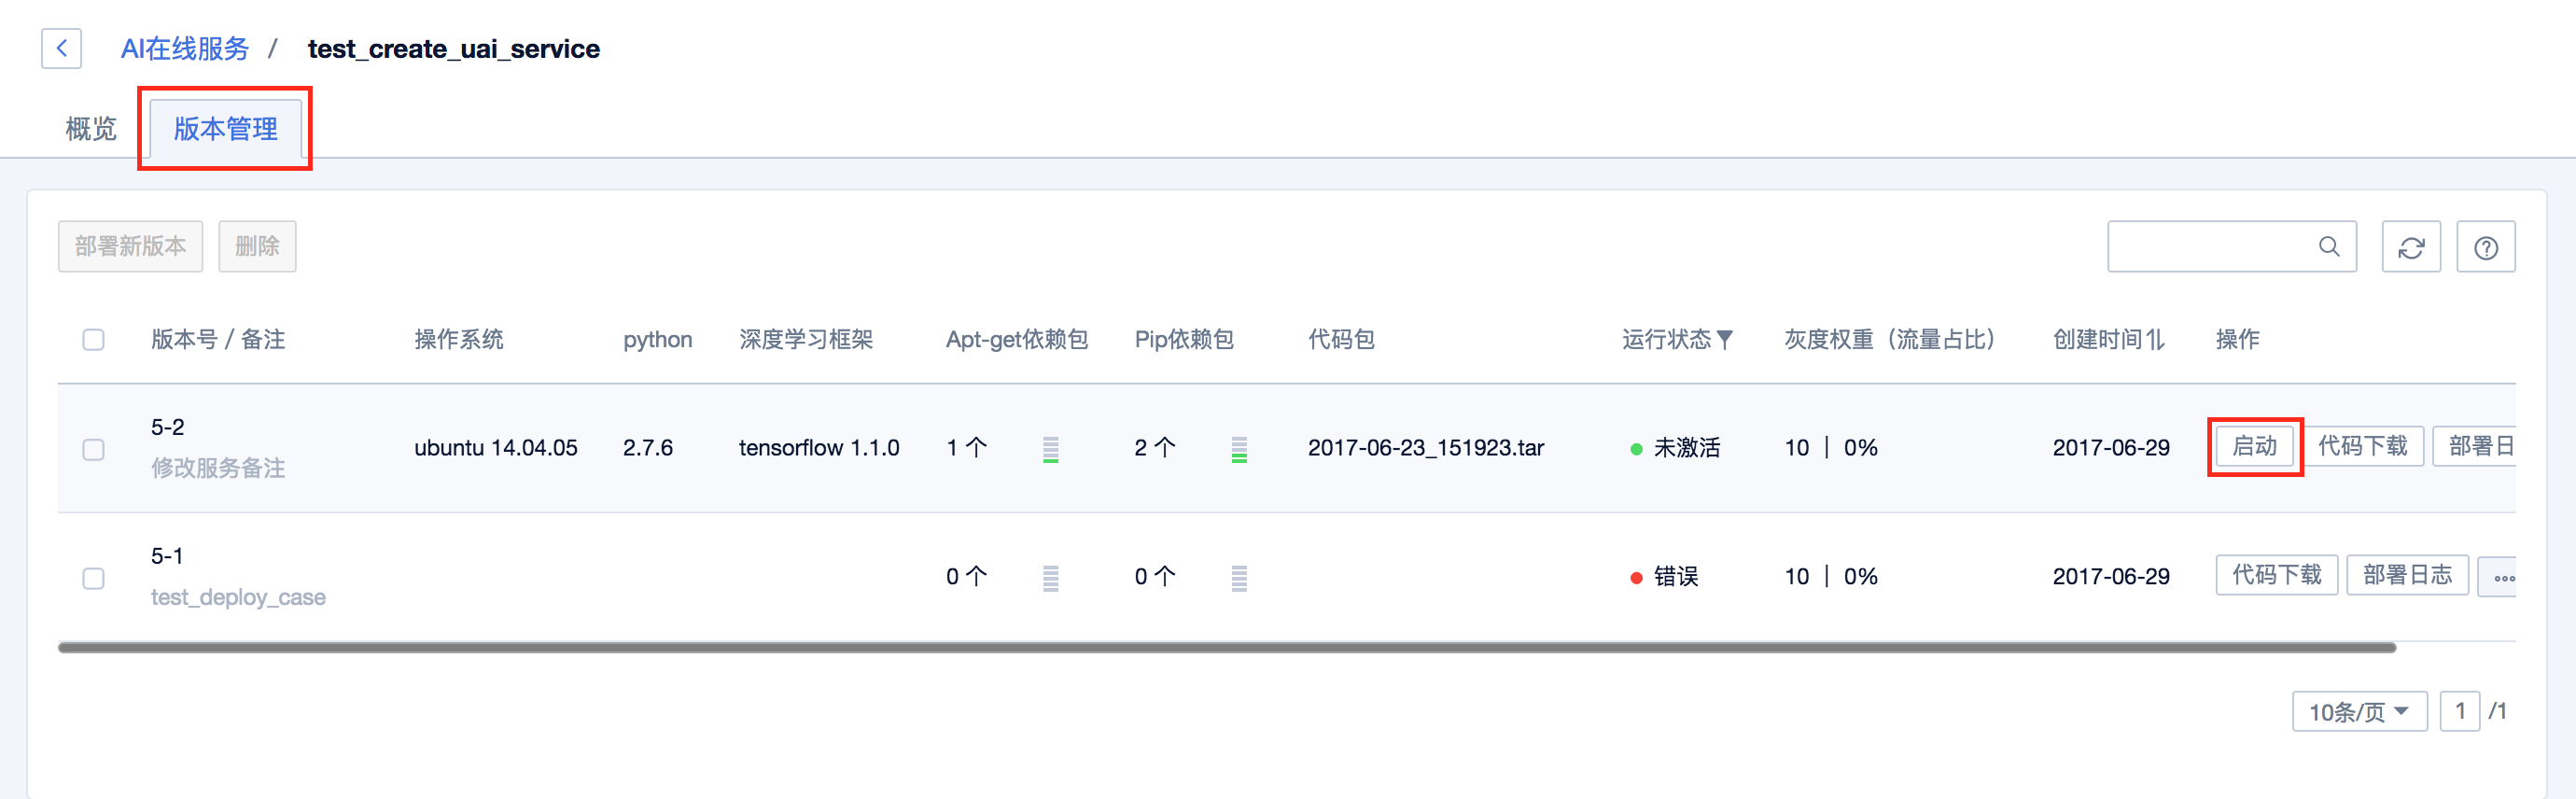 AI在线服务 / test_create_uai_service
概览 版本管理
部署新版本 删除
版本号 / 备注 操作系统 python 深度学习框架 Apt-get依赖包 Pip依赖包 代码包 运行状态 灰度权重（流量占比） 创建时间 操作
5-2
修改服务备注
ubuntu 14.04.05 2.7.6 tensorflow 1.1.0 1 个 2 个 2017-06-23_151923.tar 未激活 10 | 0% 2017-06-29 启动 代码下载 部署日
5-1
test_deploy_case
0 个 0 个 错误 10 | 0% 2017-06-29 代码下载 部署日志
10条/页 1 /1